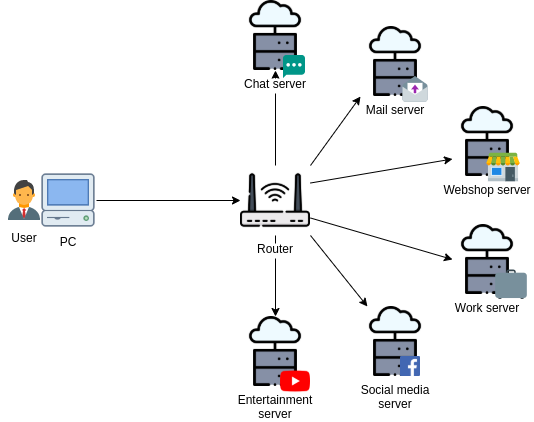 Chat server
Mail server
Webshop server
User
PC
Router
Work server
Social media
server
Entertainment
server